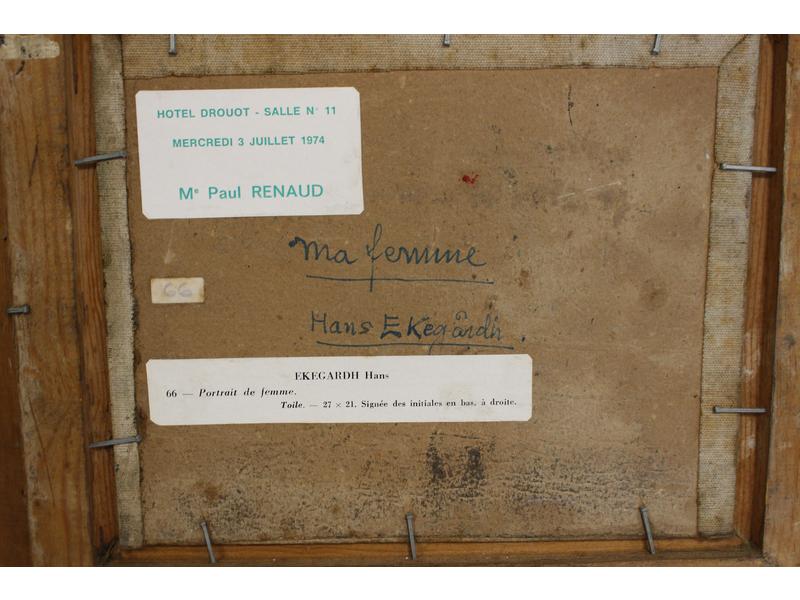 HOTEL DROUOT - SALLE N° 11
MERCREDI 3 JUILLET 1974
Me Paul RENAUD
ma femme
66
Hans Ekegårdh.
EKEGARDH Hans
66 — Portrait de femme.
Toile. — 27 × 21. Signée des initiales en bas, à droite.